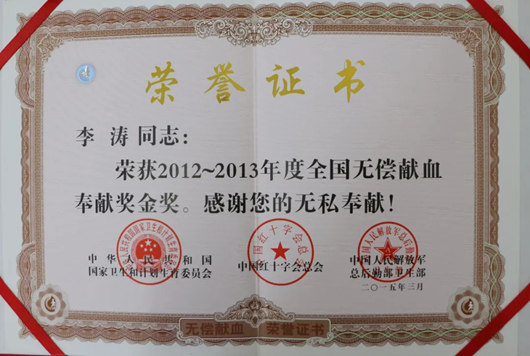 荣誉证书
李涛同志：
荣获2012~2013年度全国无偿献血
奉献奖金奖。感谢您的无私奉献！
中华人民共和国
国家卫生和计划生育委员会
中国红十字会总会
中国人民解放军
总后勤部卫生部
二〇一五年三月
无偿献血 荣誉证书